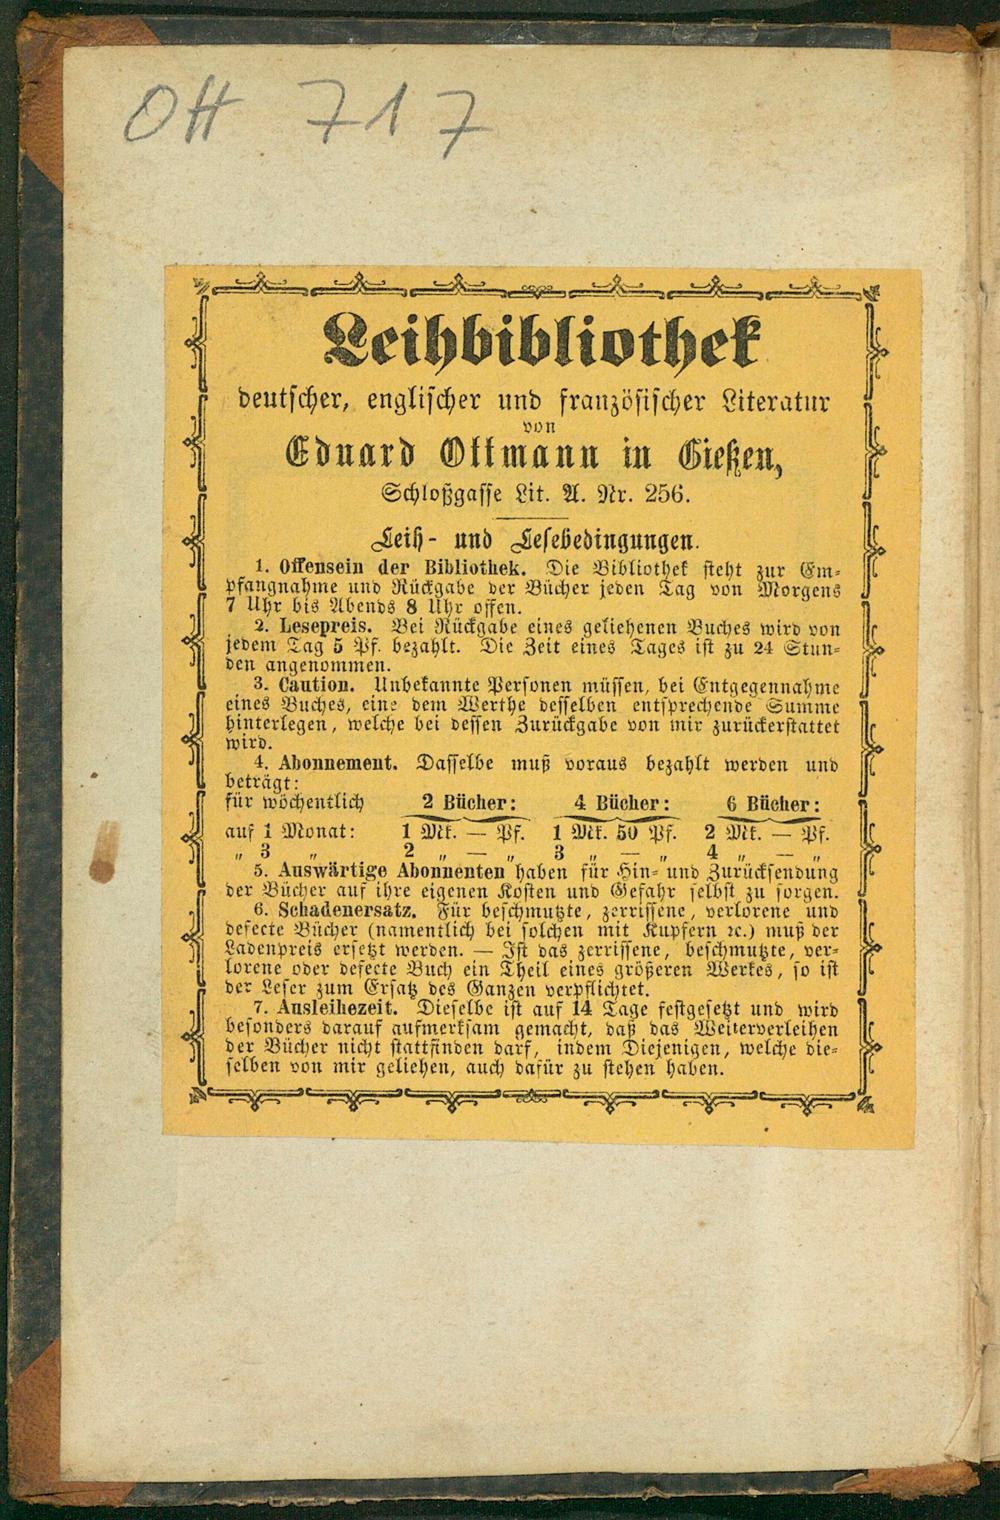 OH 717
Leihbibliothek
deutscher, englischer und französischer Literatur
von
Eduard Ottmann in Gießen,
Schloßgasse Lit. A. Nr. 256.
Leih- und Lesebedingungen.
1. Offensein der Bibliothek. Die Bibliothek steht zur Em-
pfangnahme und Rückgabe der Bücher jeden Tag von Morgens
7 Uhr bis Abends 8 Uhr offen.
2. Lesepreis. Bei Rückgabe eines geliehenen Buches wird von
jedem Tag 5 Pf. bezahlt. Die Zeit eines Tages ist zu 24 Stun-
den angenommen.
3. Caution. Unbekannte Personen müssen, bei Entgegennahme
eines Buches, eine dem Werthe desselben entsprechende Summe
hinterlegen, welche bei dessen Zurückgabe von mir zurückerstattet
wird.
4. Abonnement. Dasselbe muß voraus bezahlt werden und
beträgt:
für wöchentlich 2 Bücher: 4 Bücher: 6 Bücher:
auf 1 Monat: 1 Mk. — Pf. 1 Mk. 50 Pf. 2 Mk. — Pf.
„ 3 „ 2 „ — „ 3 „ — „ 4 „ — „
5. Auswärtige Abonnenten haben für Hin- und Zurücksendung
der Bücher auf ihre eigenen Kosten und Gefahr selbst zu sorgen.
6. Schadenersatz. Für beschmutzte, zerrissene, verlorene und
defecte Bücher (namentlich bei solchen mit Kupfern ꝛc.) muß der
Ladenpreis ersetzt werden. — Ist das zerrissene, beschmutzte, ver-
lorene oder defecte Buch ein Theil eines größeren Werkes, so ist
der Leser zum Ersatz des Ganzen verpflichtet.
7. Ausleihezeit. Dieselbe ist auf 14 Tage festgesetzt und wird
besonders darauf aufmerksam gemacht, daß das Weiterverleihen
der Bücher nicht stattfinden darf, indem Diejenigen, welche die-
selben von mir geliehen, auch dafür zu stehen haben.